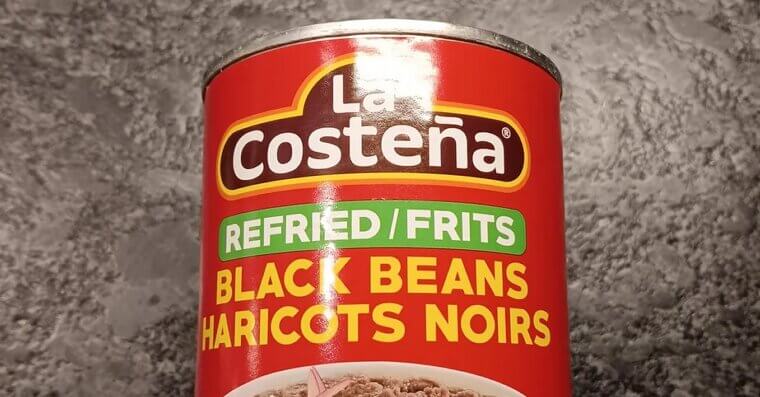 La
Costeña®
REFRIED/FRITS
BLACK BEANS
HARICOTS NOIRS